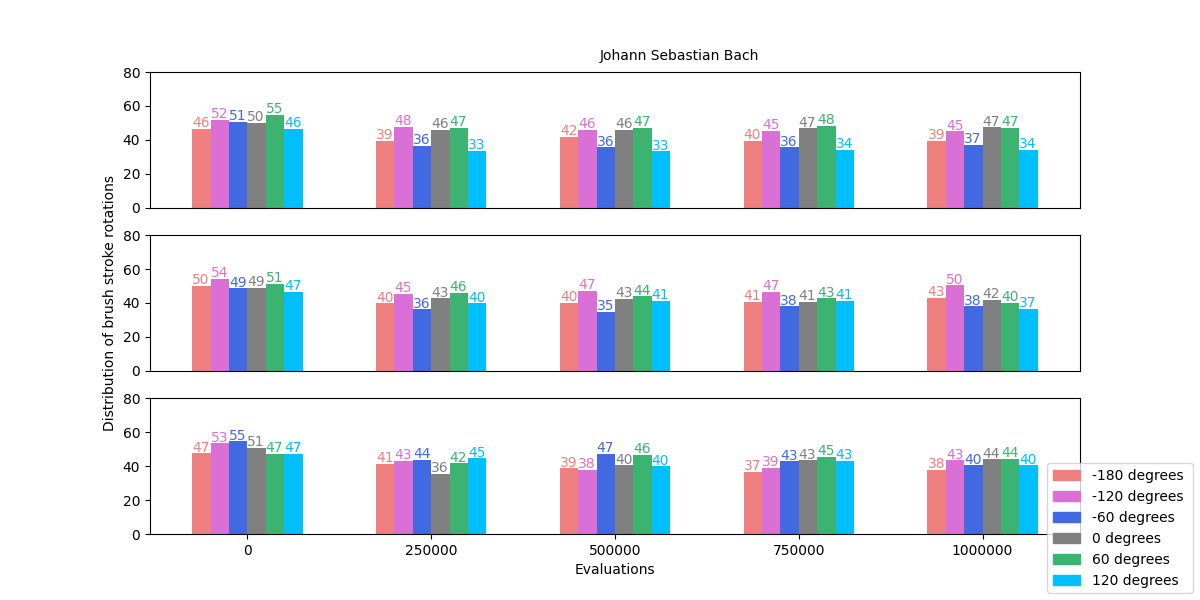 Johann Sebastian Bach
80
60
40
20
0
46 52 51 50 55 46
39 48 36 46 47 33
42 46 36 46 47 33
40 45 36 47 48 34
39 45 37 47 47 34
Distribution of brush stroke rotations
80
60
40
20
0
50 54 49 49 51 47
40 45 36 43 46 40
40 47 35 43 44 41
41 47 38 41 43 41
43 50 38 42 40 37
80
60
40
20
0
47 53 55 51 47 47
41 43 44 36 42 45
39 38 47 40 46 40
37 39 43 43 45 43
38 43 40 44 44 40
0 250000 500000 750000 1000000
Evaluations
-180 degrees
-120 degrees
-60 degrees
0 degrees
60 degrees
120 degrees